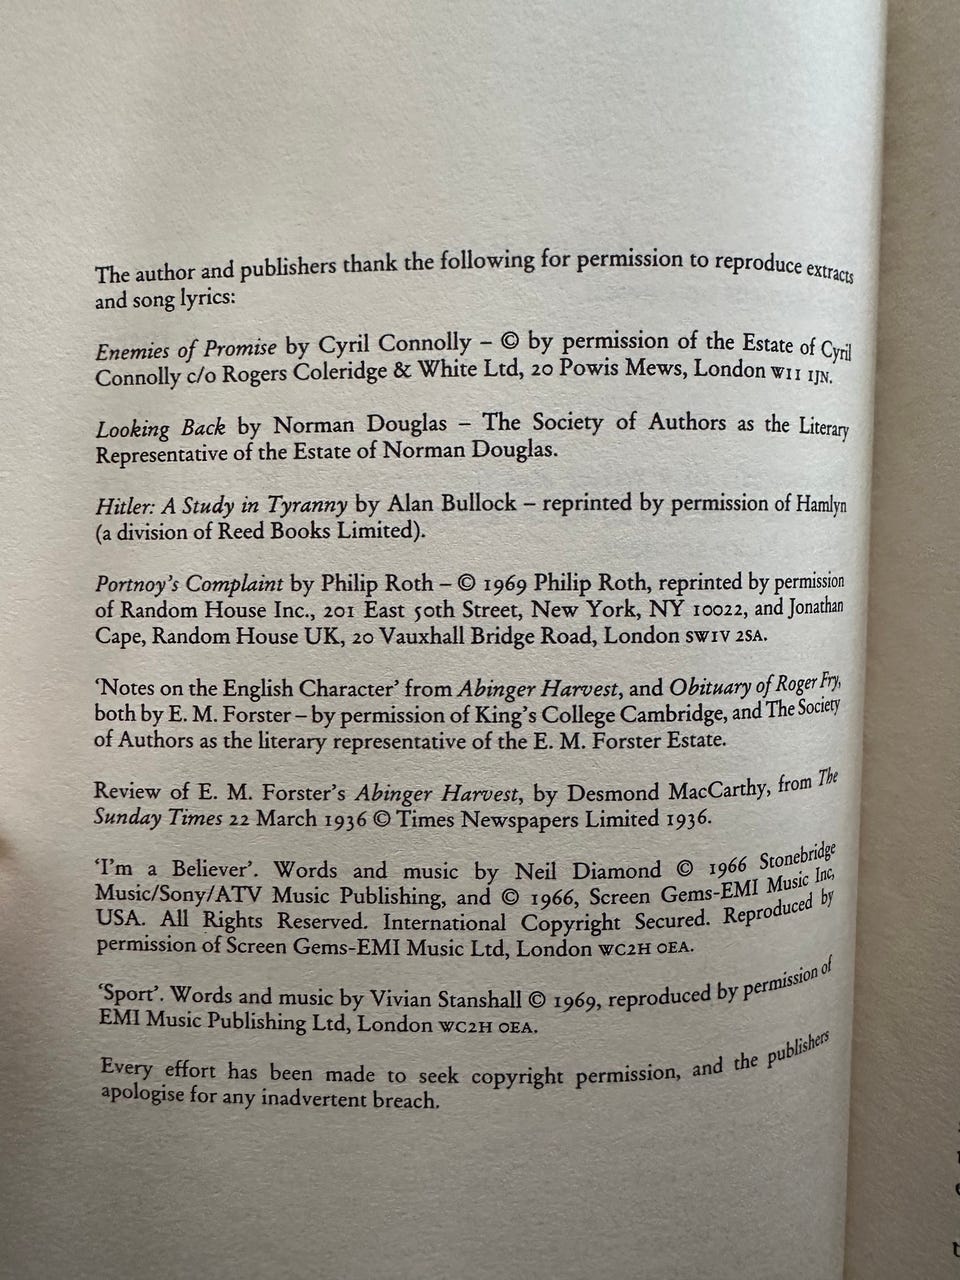 The author and publishers thank the following for permission to reproduce extracts
and song lyrics:
Enemies of Promise by Cyril Connolly – © by permission of the Estate of Cyril
Connolly c/o Rogers Coleridge & White Ltd, 20 Powis Mews, London W11 1JN.
Looking Back by Norman Douglas – The Society of Authors as the Literary
Representative of the Estate of Norman Douglas.
Hitler: A Study in Tyranny by Alan Bullock – reprinted by permission of Hamlyn
(a division of Reed Books Limited).
Portnoy's Complaint by Philip Roth – © 1969 Philip Roth, reprinted by permission
of Random House Inc., 201 East 50th Street, New York, NY 10022, and Jonathan
Cape, Random House UK, 20 Vauxhall Bridge Road, London SW1V 2SA.
‘Notes on the English Character’ from Abinger Harvest, and Obituary of Roger Fry,
both by E. M. Forster – by permission of King's College Cambridge, and The Society
of Authors as the literary representative of the E. M. Forster Estate.
Review of E. M. Forster's Abinger Harvest, by Desmond MacCarthy, from The
Sunday Times 22 March 1936 © Times Newspapers Limited 1936.
‘I'm a Believer’. Words and music by Neil Diamond © 1966 Stonebridge
Music/Sony/ATV Music Publishing, and © 1966, Screen Gems-EMI Music Inc,
USA. All Rights Reserved. International Copyright Secured. Reproduced by
permission of Screen Gems-EMI Music Ltd, London WC2H 0EA.
‘Sport’. Words and music by Vivian Stanshall © 1969, reproduced by permission of
EMI Music Publishing Ltd, London WC2H 0EA.
Every effort has been made to seek copyright permission, and the publishers
apologise for any inadvertent breach.